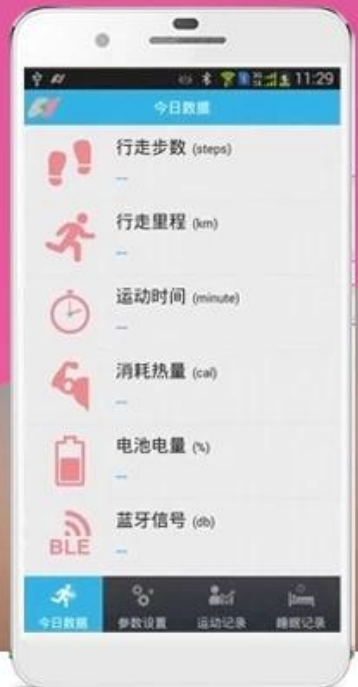 11:29
今日数据
行走步数 (steps)
--
行走里程 (km)
--
运动时间 (minute)
--
消耗热量 (cal)
--
电池电量 (%)
--
蓝牙信号 (db)
--
BLE
今日数据 参数设置 运动记录 睡眠记录